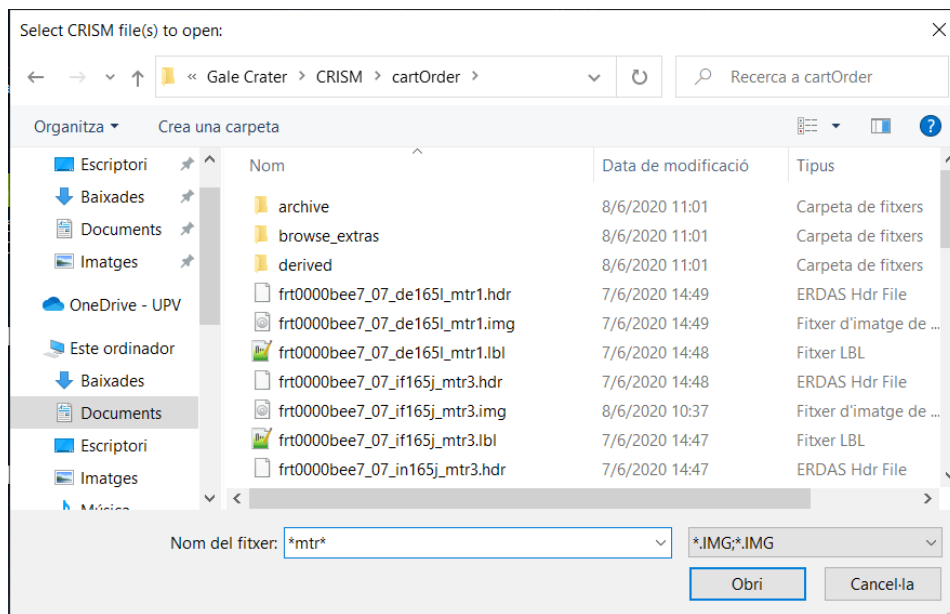 Select CRISM file(s) to open:
« Gale Crater > CRISM > cartOrder >
Recerca a cartOrder
Organitza
Crea una carpeta
Escriptori
Baixades
Documents
Imatges
OneDrive - UPV
Este ordinador
Baixades
Documents
Escriptori
Imatges
Música
Nom Data de modificació Tipus
archive 8/6/2020 11:01 Carpeta de fitxers
browse_extras 8/6/2020 11:01 Carpeta de fitxers
derived 8/6/2020 11:01 Carpeta de fitxers
frt0000bee7_07_de165l_mtr1.hdr 7/6/2020 14:49 ERDAS Hdr File
frt0000bee7_07_de165l_mtr1.img 7/6/2020 14:49 Fitxer d'imatge de ...
frt0000bee7_07_de165l_mtr1.lbl 7/6/2020 14:48 Fitxer LBL
frt0000bee7_07_if165j_mtr3.hdr 7/6/2020 14:48 ERDAS Hdr File
frt0000bee7_07_if165j_mtr3.img 8/6/2020 10:37 Fitxer d'imatge de ...
frt0000bee7_07_if165j_mtr3.lbl 7/6/2020 14:47 Fitxer LBL
frt0000bee7_07_in165j_mtr3.hdr 7/6/2020 14:47 ERDAS Hdr File
Nom del fitxer: *mtr* *.IMG;*.IMG
Obri Cancel·la